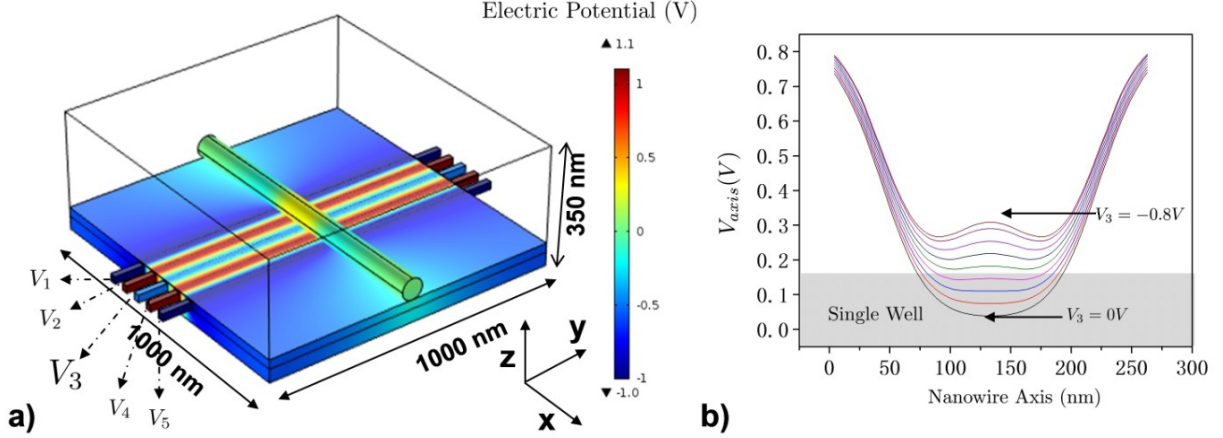 Electric Potential (V)
▲ 1.1
1
0.5
0
-0.5
-1
▼ -1.0
350 nm
1000 nm
1000 nm
V₁
V₂
V₃
V₄
V₅
z
y
x
a)
0.8
0.7
0.6
0.5
0.4
0.3
0.2
0.1
0.0
V_axis(V)
V₃ = −0.8V
Single Well
V₃ = 0V
0 50 100 150 200 250 300
Nanowire Axis (nm)
b)